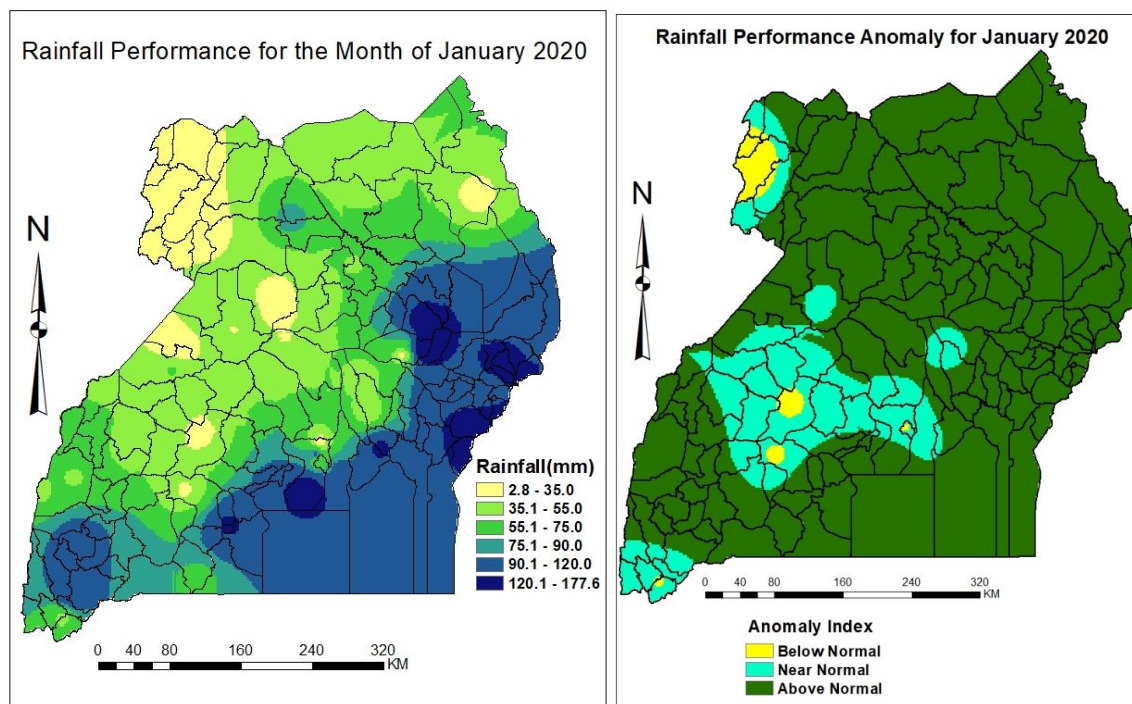 Rainfall Performance for the Month of January 2020
N
Rainfall(mm)
2.8 - 35.0
35.1 - 55.0
55.1 - 75.0
75.1 - 90.0
90.1 - 120.0
120.1 - 177.6
0 40 80 160 240 320
KM
Rainfall Performance Anomaly for January 2020
N
0 40 80 160 240 320
KM
Anomaly Index
Below Normal
Near Normal
Above Normal